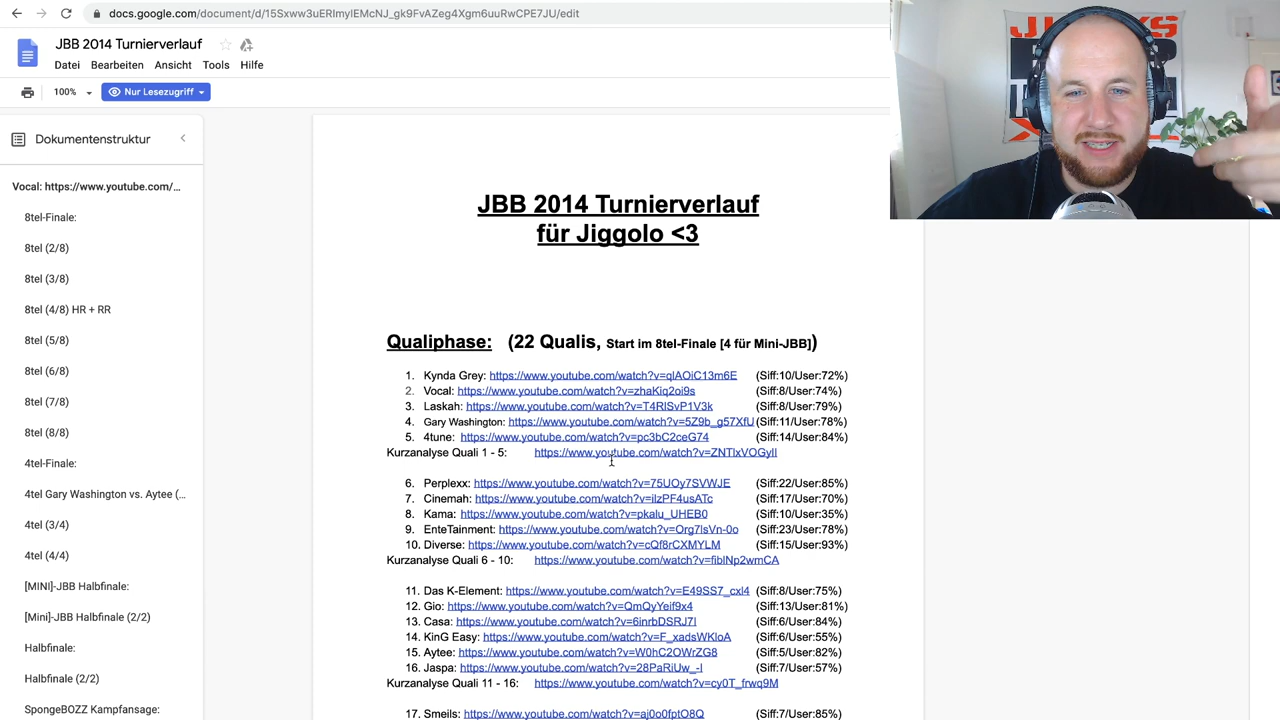 docs.google.com/document/d/15Sxww3uERImylEMcNJ_gk9FvAZeg4Xgm6uuRwCPE7JU/edit
JBB 2014 Turnierverlauf
Datei Bearbeiten Ansicht Tools Hilfe
100% Nur Lesezugriff
Dokumentenstruktur
Vocal: https://www.youtube.com/...
8tel-Finale:
8tel (2/8)
8tel (3/8)
8tel (4/8) HR + RR
8tel (5/8)
8tel (6/8)
8tel (7/8)
8tel (8/8)
4tel-Finale:
4tel Gary Washington vs. Aytee (...
4tel (3/4)
4tel (4/4)
[MINI]-JBB Halbfinale:
[Mini]-JBB Halbfinale (2/2)
Halbfinale:
Halbfinale (2/2)
SpongeBOZZ Kampfansage:
JBB 2014 Turnierverlauf
für Jiggolo <3
Qualiphase: (22 Qualis, Start im 8tel-Finale [4 für Mini-JBB])
1. Kynda Grey: https://www.youtube.com/watch?v=qlAOiC13m6E (Siff:10/User:72%)
2. Vocal: https://www.youtube.com/watch?v=zhaKiq2oi9s (Siff:8/User:74%)
3. Laskah: https://www.youtube.com/watch?v=T4RlSvP1V3k (Siff:8/User:79%)
4. Gary Washington: https://www.youtube.com/watch?v=5Z9b_g57XfU (Siff:11/User:78%)
5. 4tune: https://www.youtube.com/watch?v=pc3bC2ceG74 (Siff:14/User:84%)
Kurzanalyse Quali 1 - 5: https://www.youtube.com/watch?v=ZNTlxVOGylI
6. Perplexx: https://www.youtube.com/watch?v=75UOy7SVWJE (Siff:22/User:85%)
7. Cinemah: https://www.youtube.com/watch?v=ilzPF4usATc (Siff:17/User:70%)
8. Kama: https://www.youtube.com/watch?v=pkalu_UHEB0 (Siff:10/User:35%)
9. EnteTainment: https://www.youtube.com/watch?v=Org7lsVn-0o (Siff:23/User:78%)
10. Diverse: https://www.youtube.com/watch?v=cQf8rCXMYLM (Siff:15/User:93%)
Kurzanalyse Quali 6 - 10: https://www.youtube.com/watch?v=fiblNp2wmCA
11. Das K-Element: https://www.youtube.com/watch?v=E49SS7_cxl4 (Siff:8/User:75%)
12. Gio: https://www.youtube.com/watch?v=QmQyYeif9x4 (Siff:13/User:81%)
13. Casa: https://www.youtube.com/watch?v=6inrbDSRJ7I (Siff:6/User:84%)
14. KinG Easy: https://www.youtube.com/watch?v=F_xadsWKloA (Siff:6/User:55%)
15. Aytee: https://www.youtube.com/watch?v=W0hC2OWrZG8 (Siff:5/User:82%)
16. Jaspa: https://www.youtube.com/watch?v=28PaRiUw_-I (Siff:7/User:57%)
Kurzanalyse Quali 11 - 16: https://www.youtube.com/watch?v=cy0T_frwq9M
17. Smeils: https://www.youtube.com/watch?v=aj0o0fptO8Q (Siff:7/User:85%)